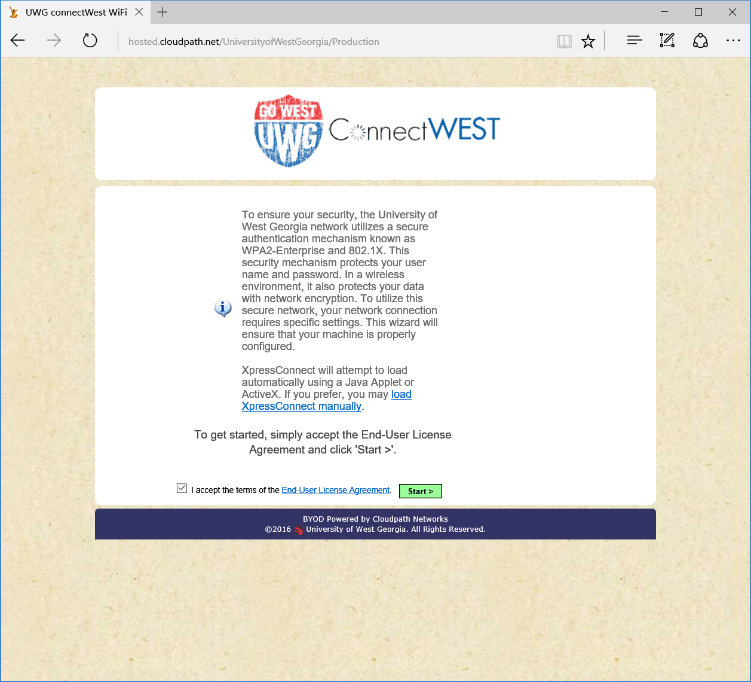 UWG connectWest WiFi
hosted.cloudpath.net/UniversityofWestGeorgia/Production
GO WEST
UWG
ConnectWEST
To ensure your security, the University of
West Georgia network utilizes a secure
authentication mechanism known as
WPA2-Enterprise and 802.1X. This
security mechanism protects your user
name and password. In a wireless
environment, it also protects your data
with network encryption. To utilize this
secure network, your network connection
requires specific settings. This wizard will
ensure that your machine is properly
configured.
XpressConnect will attempt to load
automatically using a Java Applet or
ActiveX. If you prefer, you may load
XpressConnect manually.
To get started, simply accept the End-User License
Agreement and click 'Start >'.
I accept the terms of the End-User License Agreement. Start >
BYOD Powered by Cloudpath Networks
©2016 University of West Georgia. All Rights Reserved.